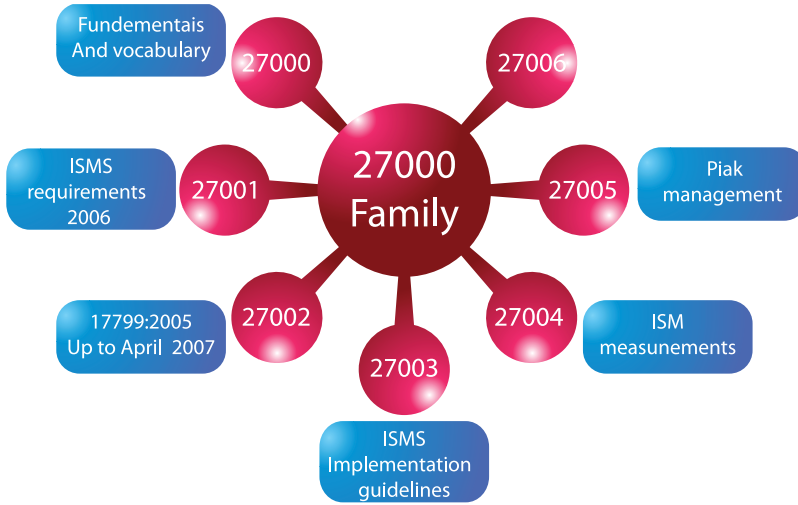 Fundementais
And vocabulary
27000
27006
ISMS
requirements
2006
27001
27000
Family
27005
Piak
management
17799:2005
Up to April 2007
27002
27003
27004
ISM
measunements
ISMS
Implementation
guidelines